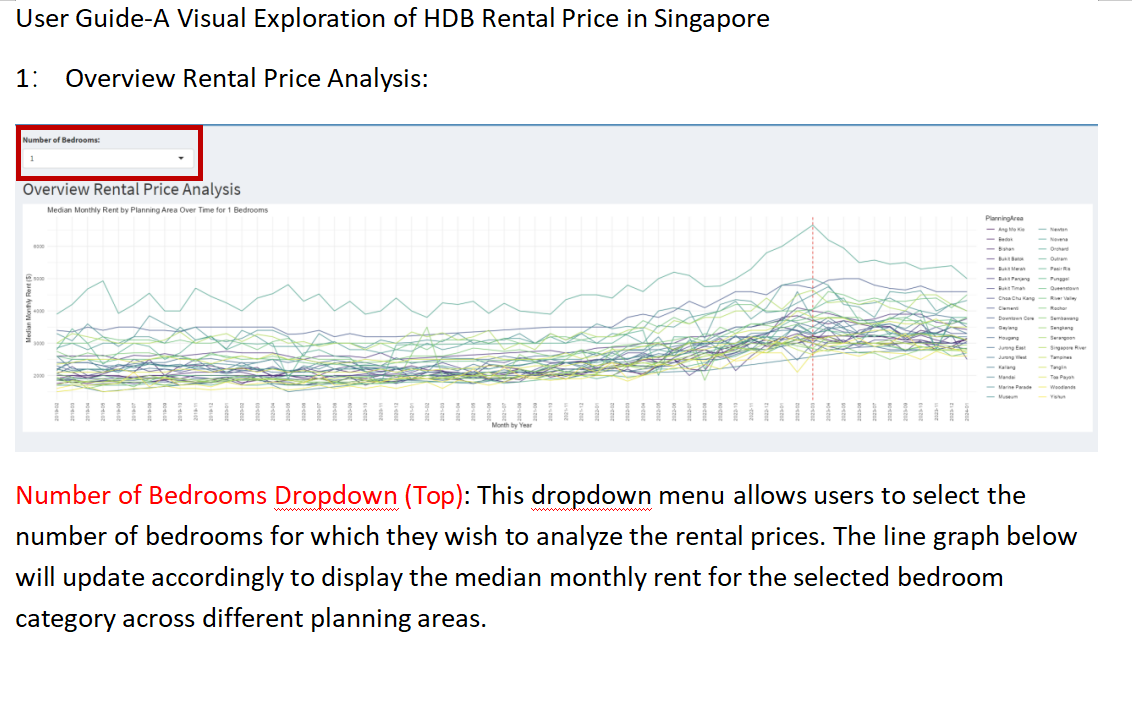 User Guide-A Visual Exploration of HDB Rental Price in Singapore
1: Overview Rental Price Analysis:
Number of Bedrooms:
1
Overview Rental Price Analysis
Median Monthly Rent by Planning Area Over Time for 1 Bedrooms
PlanningArea
Ang Mo Kio Newton
Bedok Novena
Bishan Orchard
Bukit Batok Outram
Bukit Merah Pasir Ris
Bukit Panjang Punggol
Bukit Timah Queenstown
Choa Chu Kang River Valley
Clementi Rochor
Downtown Core Sembawang
Geylang Sengkang
Hougang Serangoon
Jurong East Singapore River
Jurong West Tampines
Kallang Tanglin
Mandai Toa Payoh
Marine Parade Woodlands
Museum Yishun
Median Monthly Rent ($)
6000
5000
4000
3000
2000
Month by Year
Number of Bedrooms Dropdown (Top): This dropdown menu allows users to select the
number of bedrooms for which they wish to analyze the rental prices. The line graph below
will update accordingly to display the median monthly rent for the selected bedroom
category across different planning areas.